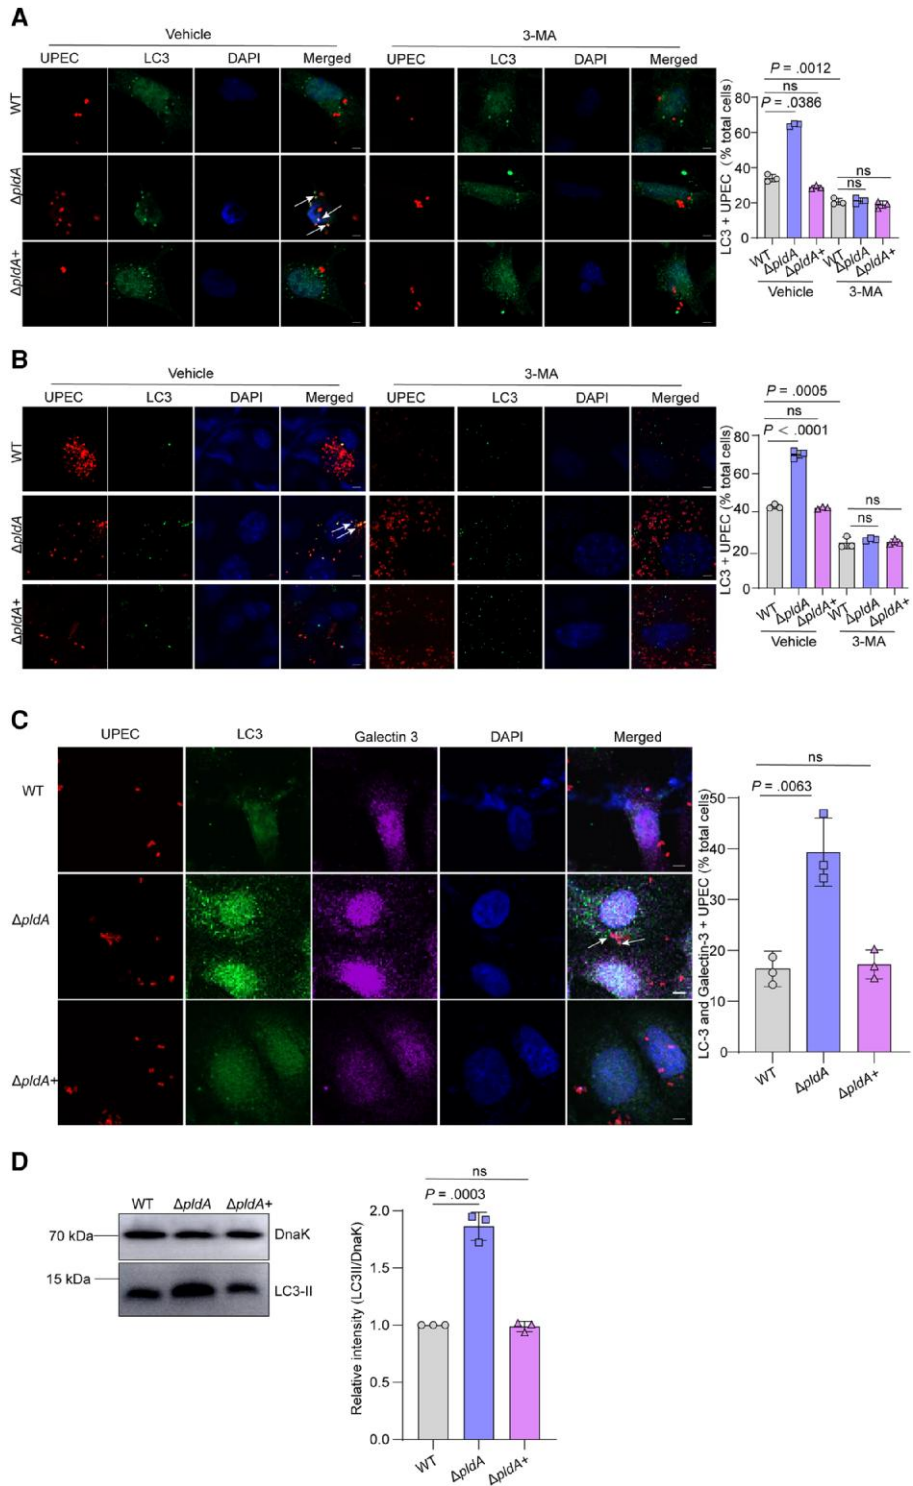 A
Vehicle
3-MA
UPEC LC3 DAPI Merged UPEC LC3 DAPI Merged
WT
ΔpldA
ΔpldA+
LC3 + UPEC (% total cells)
P = .0012
ns
P = .0386
ns
ns
80
60
40
20
0
WT ΔpldA ΔpldA+ WT ΔpldA ΔpldA+
Vehicle 3-MA
B
Vehicle
3-MA
UPEC LC3 DAPI Merged UPEC LC3 DAPI Merged
WT
ΔpldA
ΔpldA+
LC3 + UPEC (% total cells)
P = .0005
ns
P < .0001
ns
ns
80
60
40
20
0
WT ΔpldA ΔpldA+ WT ΔpldA ΔpldA+
Vehicle 3-MA
C
UPEC LC3 Galectin 3 DAPI Merged
WT
ΔpldA
ΔpldA+
LC-3 and Galectin-3 + UPEC (% total cells)
ns
P = .0063
50
40
30
20
10
0
WT ΔpldA ΔpldA+
D
WT ΔpldA ΔpldA+
70 kDa DnaK
15 kDa LC3-II
Relative intensity (LC3II/DnaK)
ns
P = .0003
2.0
1.5
1.0
0.5
0.0
WT ΔpldA ΔpldA+